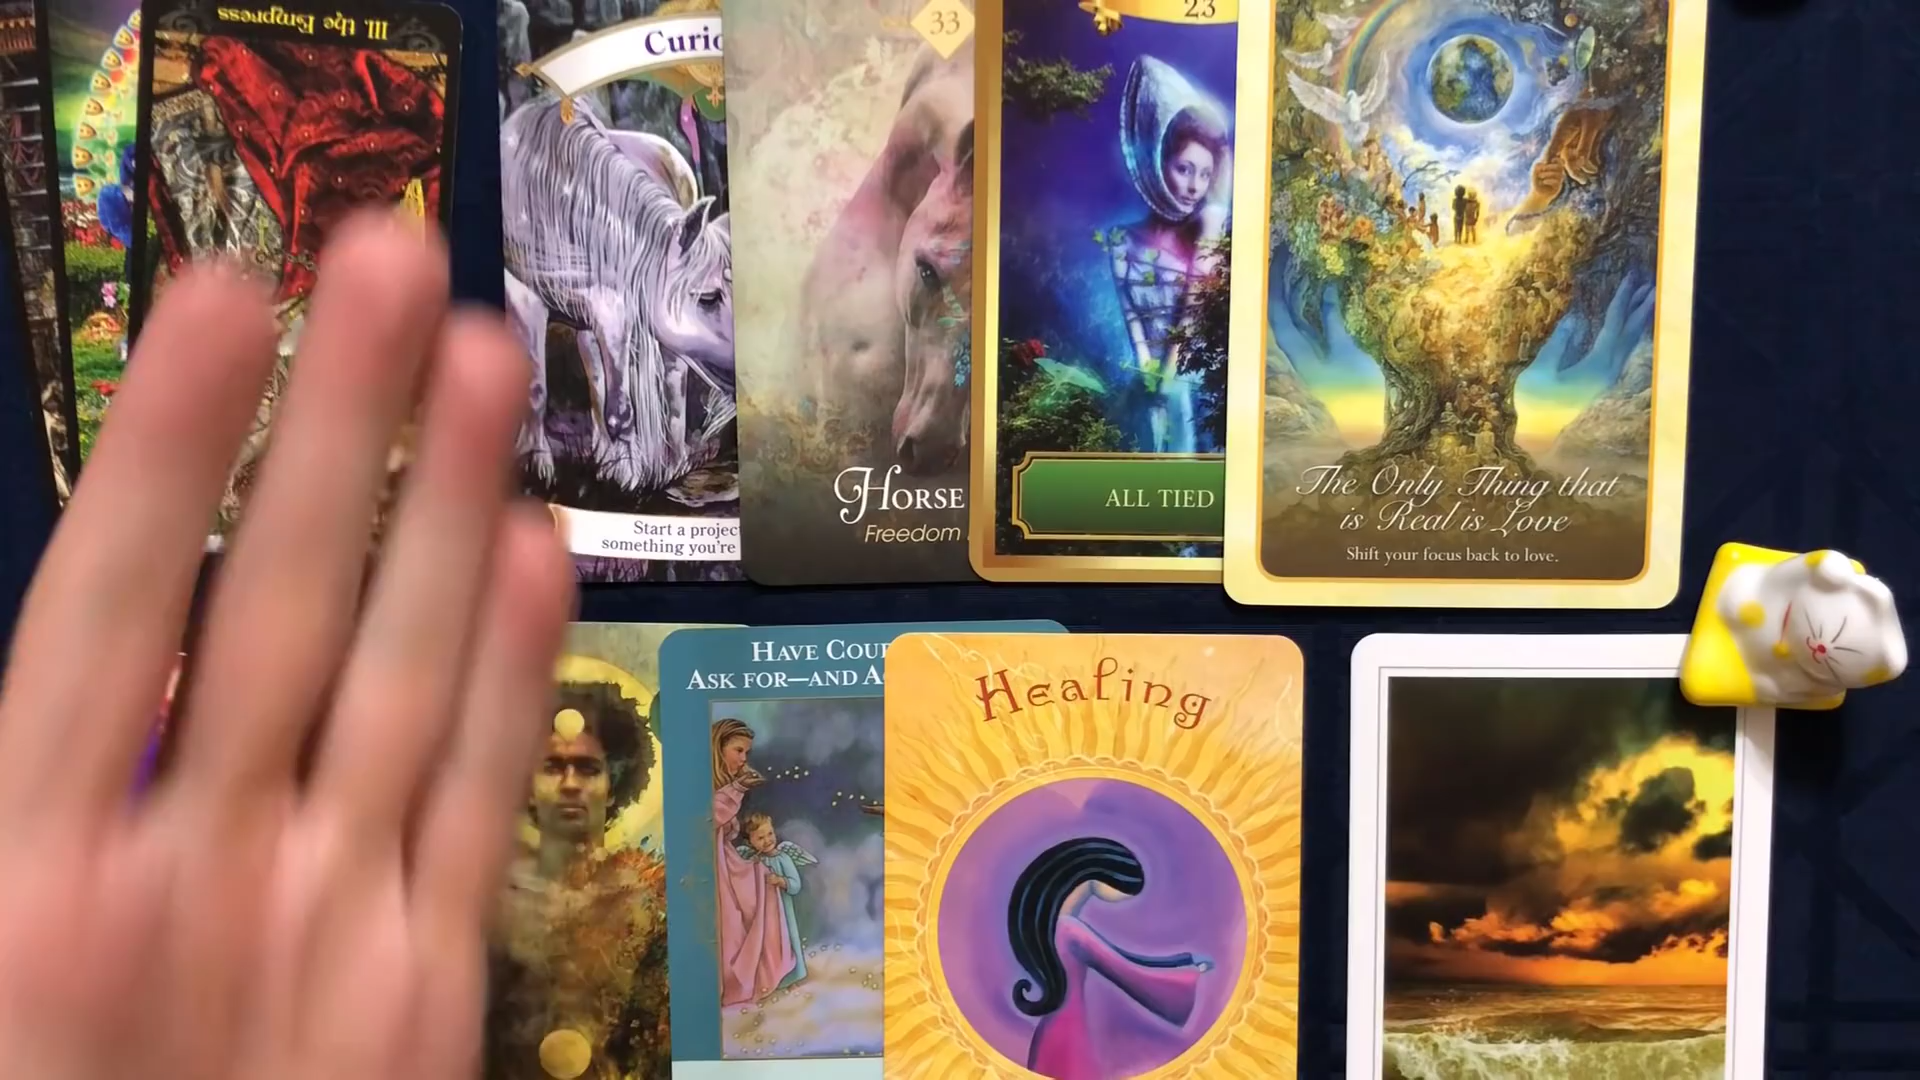 III. the Empress
Curio
Start a projec
something you're
33
Horse
Freedom
23
ALL TIED
The Only Thing that
is Real is Love
Shift your focus back to love.
Have Cou
Ask for—and A
Healing